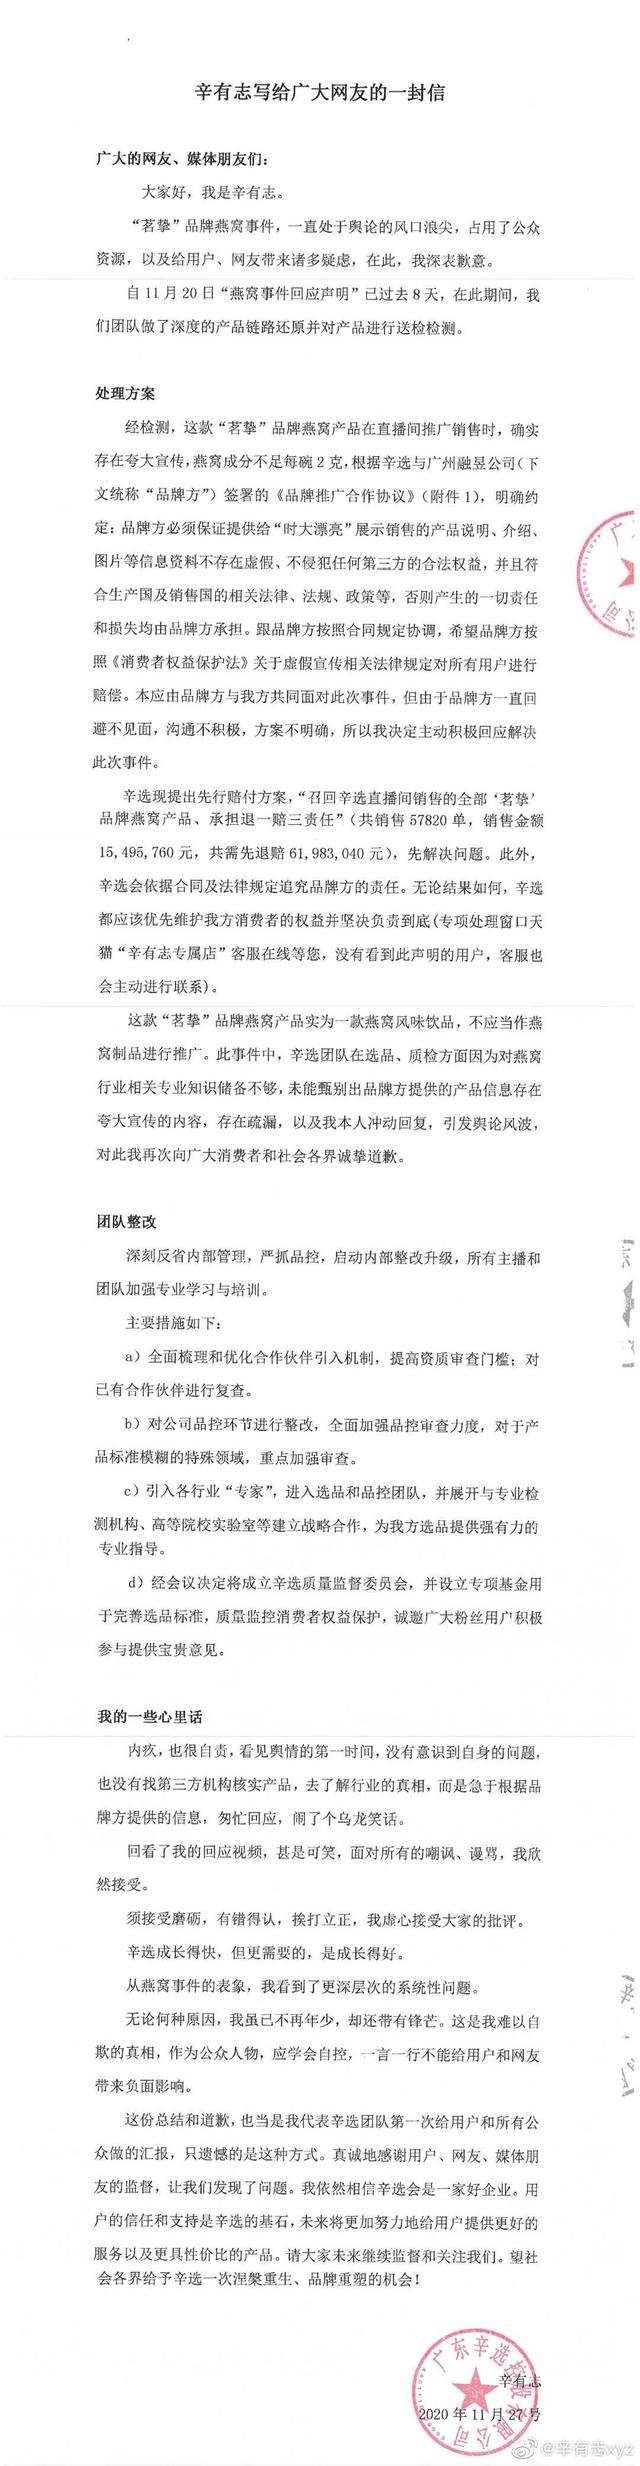 辛有志写给广大网友的一封信
广大的网友、媒体朋友们：
大家好，我是辛有志。
“茗挚”品牌燕窝事件，一直处于舆论的风口浪尖，占用了公众
资源，以及给用户、网友带来诸多疑虑，在此，我深表歉意。
自 11 月 20 日“燕窝事件回应声明”已过去 8 天，在此期间，我
们团队做了深度的产品链路还原并对产品进行送检检测。
处理方案
经检测，这款“茗挚”品牌燕窝产品在直播间推广销售时，确实
存在夸大宣传，燕窝成分不足每碗 2 克，根据辛选与广州融昱公司（下
文统称“品牌方”）签署的《品牌推广合作协议》（附件 1），明确约
定：品牌方必须保证提供给“时大漂亮”展示销售的产品说明、介绍、
图片等信息资料不存在虚假、不侵犯任何第三方的合法权益，并且符
合生产国及销售国的相关法律、法规、政策等，否则产生的一切责任
和损失均由品牌方承担。跟品牌方按照合同规定协调，希望品牌方按
照《消费者权益保护法》关于虚假宣传相关法律规定对所有用户进行
赔偿。本应由品牌方与我方共同面对此次事件，但由于品牌方一直回
避不见面，沟通不积极，方案不明确，所以我决定主动积极回应解决
此次事件。
辛选现提出先行赔付方案，“召回辛选直播间销售的全部‘茗挚’
品牌燕窝产品、承担退一赔三责任”（共销售 57820 单，销售金额
15,495,760 元，共需先退赔 61,983,040 元），先解决问题。此外，
辛选会依据合同及法律规定追究品牌方的责任。无论结果如何，辛选
都应该优先维护我方消费者的权益并坚决负责到底(专项处理窗口天
猫“辛有志专属店”客服在线等您，没有看到此声明的用户，客服也
会主动进行联系)。
这款“茗挚”品牌燕窝产品实为一款燕窝风味饮品，不应当作燕
窝制品进行推广。此事件中，辛选团队在选品、质检方面因为对燕窝
行业相关专业知识储备不够，未能甄别出品牌方提供的产品信息存在
夸大宣传的内容，存在疏漏，以及我本人冲动回复，引发舆论风波，
对此我再次向广大消费者和社会各界诚挚道歉。
团队整改
深刻反省内部管理，严抓品控，启动内部整改升级，所有主播和
团队加强专业学习与培训。
主要措施如下：
a）全面梳理和优化合作伙伴引入机制，提高资质审查门槛；对
已有合作伙伴进行复查。
b）对公司品控环节进行整改，全面加强品控审查力度，对于产
品标准模糊的特殊领域，重点加强审查。
c）引入各行业“专家”，进入选品和品控团队，并展开与专业检
测机构、高等院校实验室等建立战略合作，为我方选品提供强有力的
专业指导。
d）经会议决定将成立辛选质量监督委员会，并设立专项基金用
于完善选品标准，质量监控消费者权益保护，诚邀广大粉丝用户积极
参与提供宝贵意见。
我的一些心里话
内疚，也很自责，看见舆情的第一时间，没有意识到自身的问题，
也没有找第三方机构核实产品，去了解行业的真相，而是急于根据品
牌方提供的信息，匆忙回应，闹了个乌龙笑话。
回看了我的回应视频，甚是可笑，面对所有的嘲讽、谩骂，我欣
然接受。
须接受磨砺，有错得认，挨打立正，我虚心接受大家的批评。
辛选成长得快，但更需要的，是成长得好。
从燕窝事件的表象，我看到了更深层次的系统性问题。
无论何种原因，我虽已不再年少，却还带有锋芒。这是我难以自
欺的真相，作为公众人物，应学会自控，一言一行不能给用户和网友
带来负面影响。
这份总结和道歉，也当是我代表辛选团队第一次给用户和所有公
众做的汇报，只遗憾的是这种方式。真诚地感谢用户、网友、媒体朋
友的监督，让我们发现了问题。我依然相信辛选会是一家好企业。用
户的信任和支持是辛选的基石，未来将更加努力地给用户提供更好的
服务以及更具性价比的产品。请大家未来继续监督和关注我们。望社
会各界给予辛选一次涅槃重生、品牌重塑的机会！
广东辛选控股有限公司
辛有志
2020 年 11 月 27 号
@辛有志xyz